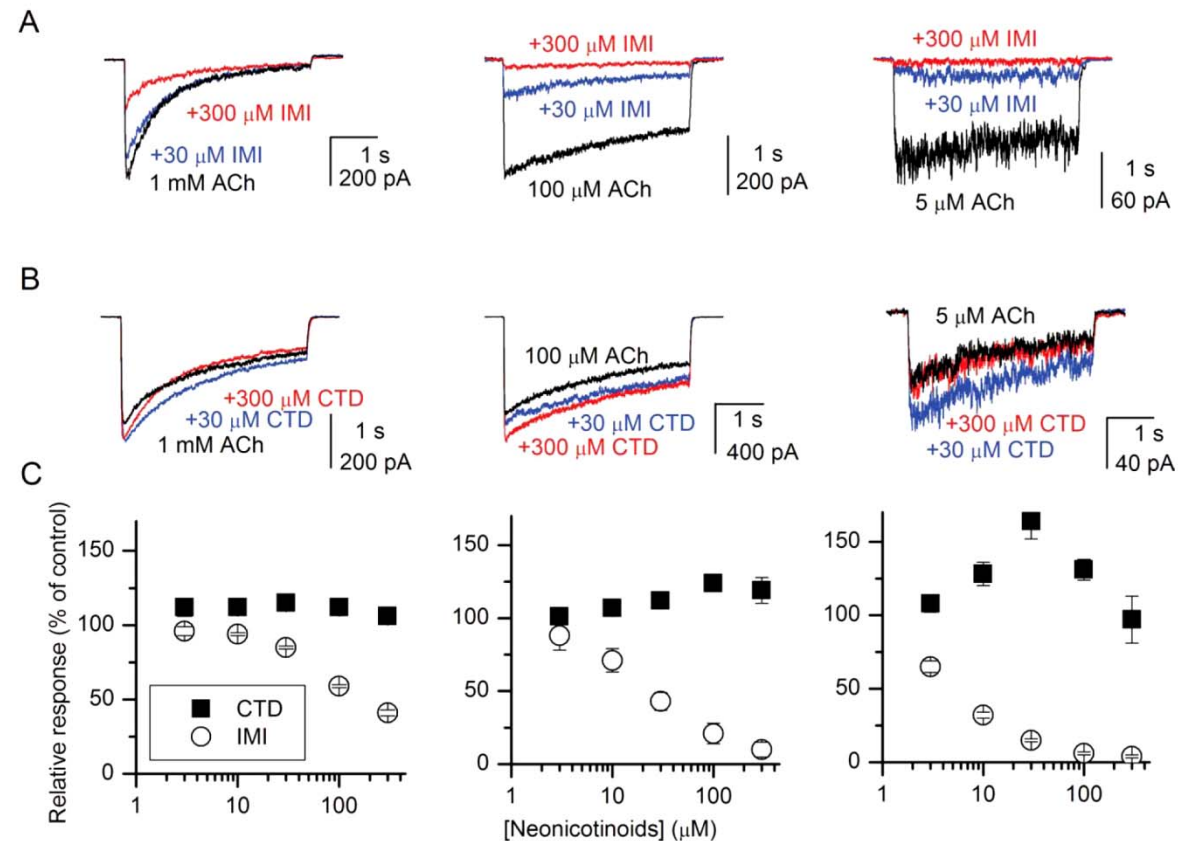 A
+300 μM IMI
+30 μM IMI
1 mM ACh
1 s
200 pA
+300 μM IMI
+30 μM IMI
100 μM ACh
1 s
200 pA
+300 μM IMI
+30 μM IMI
5 μM ACh
1 s
60 pA
B
+300 μM CTD
+30 μM CTD
1 mM ACh
1 s
200 pA
100 μM ACh
+30 μM CTD
+300 μM CTD
1 s
400 pA
5 μM ACh
+300 μM CTD
+30 μM CTD
1 s
40 pA
C
Relative response (% of control)
150
100
50
0
CTD
IMI
1 10 100
150
100
50
0
1 10 100
150
100
50
0
1 10 100
[Neonicotinoids] (μM)